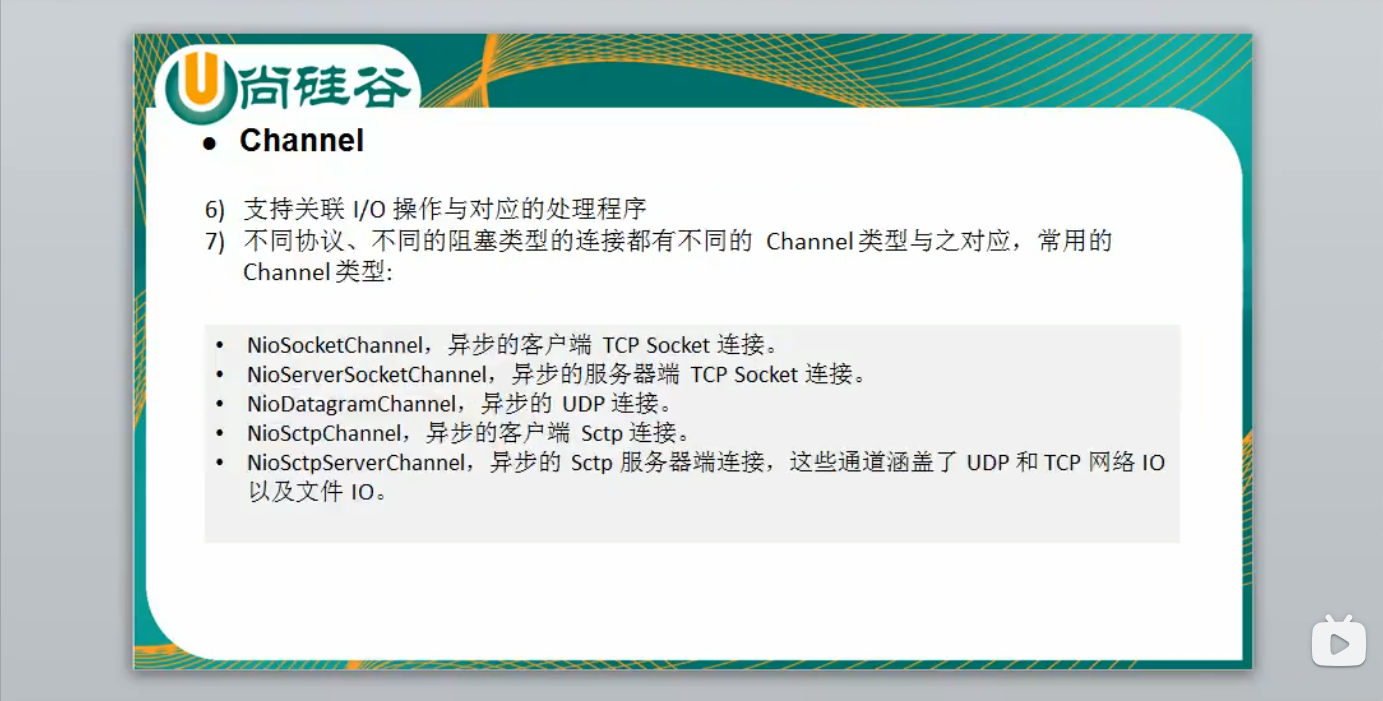 尚硅谷
● Channel
6) 支持关联 I/O 操作与对应的处理程序
7) 不同协议、不同的阻塞类型的连接都有不同的 Channel 类型与之对应，常用的
Channel 类型:
• NioSocketChannel，异步的客户端 TCP Socket 连接。
• NioServerSocketChannel，异步的服务器端 TCP Socket 连接。
• NioDatagramChannel，异步的 UDP 连接。
• NioSctpChannel，异步的客户端 Sctp 连接。
• NioSctpServerChannel，异步的 Sctp 服务器端连接，这些通道涵盖了 UDP 和 TCP 网络 IO
以及文件 IO。